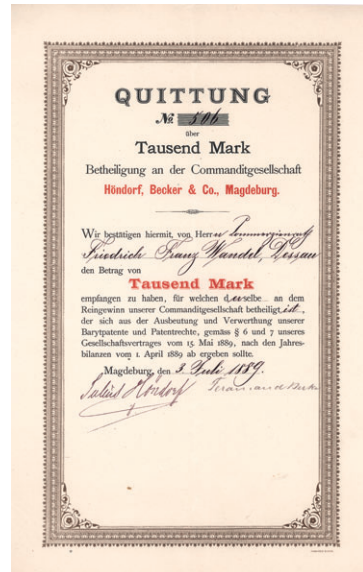 QUITTUNG
No. 506
über
Tausend Mark
Betheiligung an der Commanditgesellschaft
Höndorf, Becker & Co., Magdeburg.
Wir bestätigen hiermit, von Herrn Commerzienrath
Friedrich Franz Wandel, Dessau
den Betrag von
Tausend Mark
empfangen zu haben, für welchen derselbe an dem
Reingewinn unserer Commanditgesellschaft betheiligt ist,
der sich aus der Ausbeutung und Verwerthung unserer
Barytpatente und Patentrechte, gemäss § 6 und 7 unseres
Gesellschaftsvertrages vom 15. Mai 1889, nach den Jahres-
bilanzen vom 1. April 1889 ab ergeben sollte.
Magdeburg, den 3. Juli 1889.
Julius Höndorf Ferdinand Becker